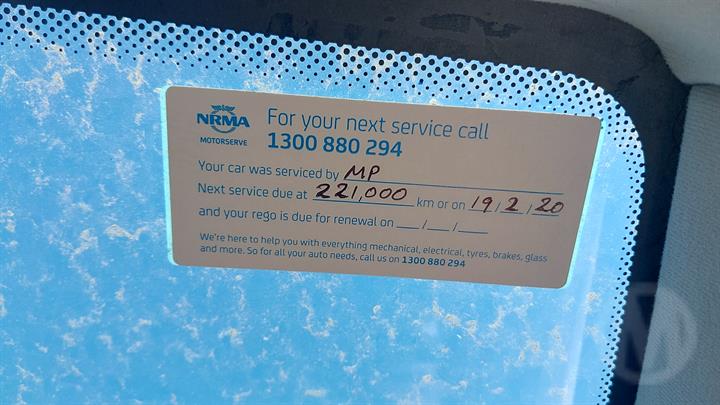 NRMA
MOTORSERVE
For your next service call
1300 880 294
Your car was serviced by MP
Next service due at 221,000 km or on 19/2/20
and your rego is due for renewal on __/__/__
We're here to help you with everything mechanical, electrical, tyres, brakes, glass
and more. So for all your auto needs, call us on 1300 880 294